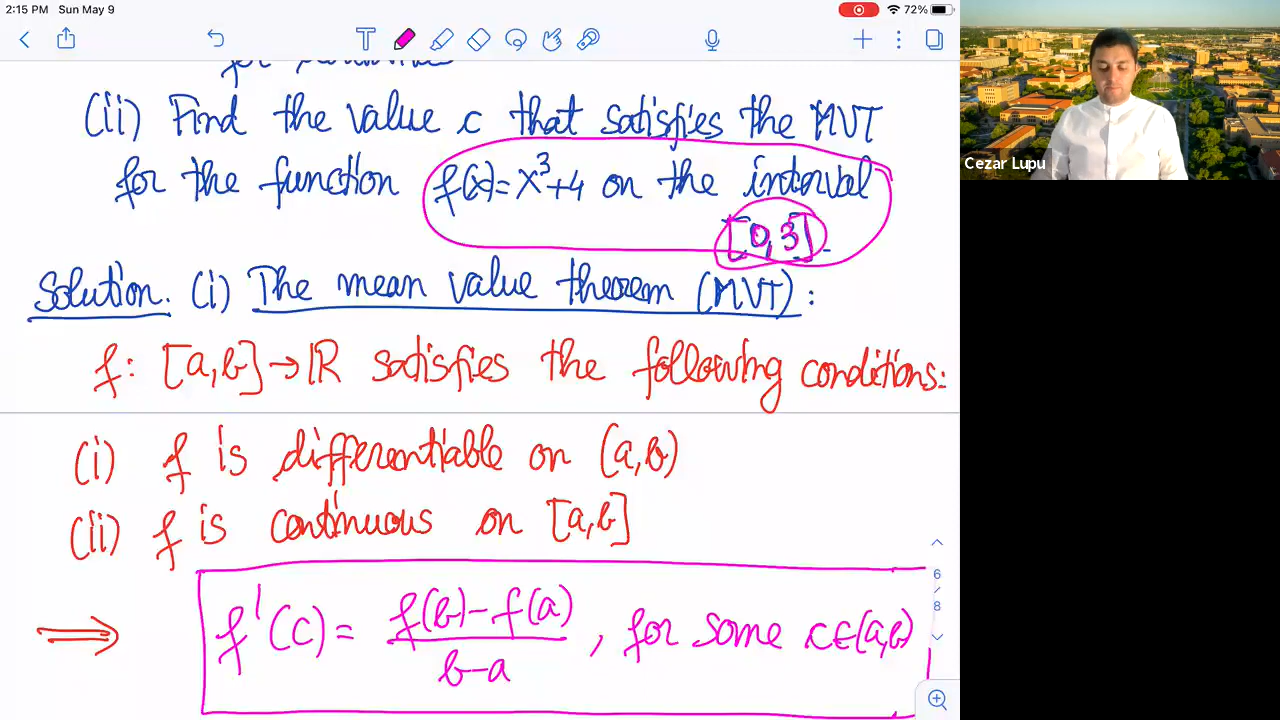 2:15 PM Sun May 9
72%
(ii) Find the value c that satisfies the MVT
for the function f(x)=x³+4 on the interval
[0,3].
Solution. (i) The mean value theorem (MVT):
f: [a,b]→ℝ satisfies the following conditions:
(i) f is differentiable on (a,b)
(ii) f is continuous on [a,b]
⟹ f'(c) = f(b)-f(a) / b-a , for some c∈(a,b)
6
8
Cezar Lupu